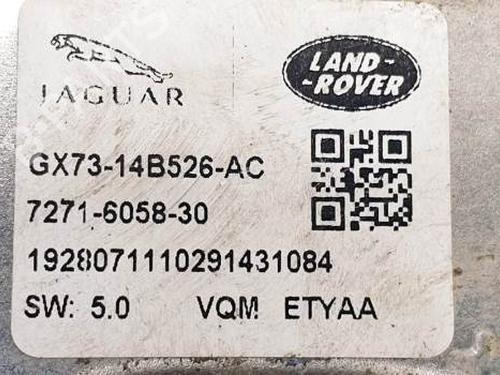 JAGUAR
LAND-
-ROVER
GX73-14B526-AC
7271-6058-30
1928071110291431084
SW: 5.0 VQM ETYAA